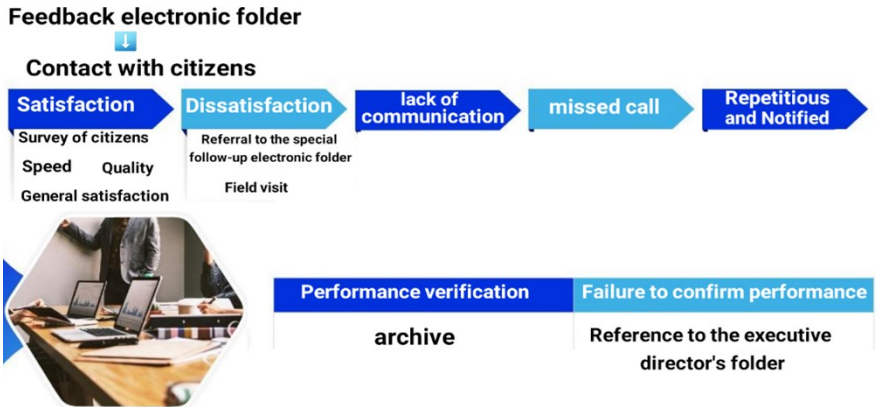 Feedback electronic folder
Contact with citizens
Satisfaction
Survey of citizens
Speed Quality
General satisfaction
Dissatisfaction
Referral to the special
follow-up electronic folder
Field visit
lack of
communication
missed call
Repetitious
and Notified
Performance verification
archive
Failure to confirm performance
Reference to the executive
director's folder